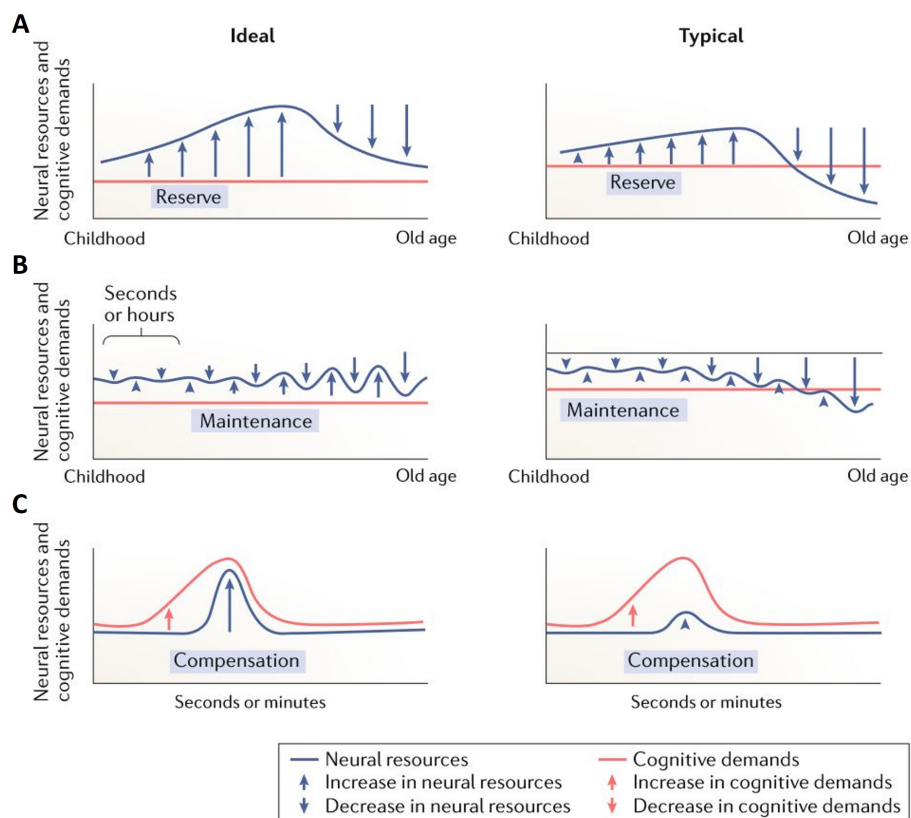 A
Ideal
Typical
Neural resources and
cognitive demands
Reserve
Reserve
Childhood
Old age
Childhood
Old age
B
Neural resources and
cognitive demands
Seconds
or hours
Maintenance
Maintenance
Childhood
Old age
Childhood
Old age
C
Neural resources and
cognitive demands
Compensation
Compensation
Seconds or minutes
Seconds or minutes
Neural resources
Increase in neural resources
Decrease in neural resources
Cognitive demands
Increase in cognitive demands
Decrease in cognitive demands